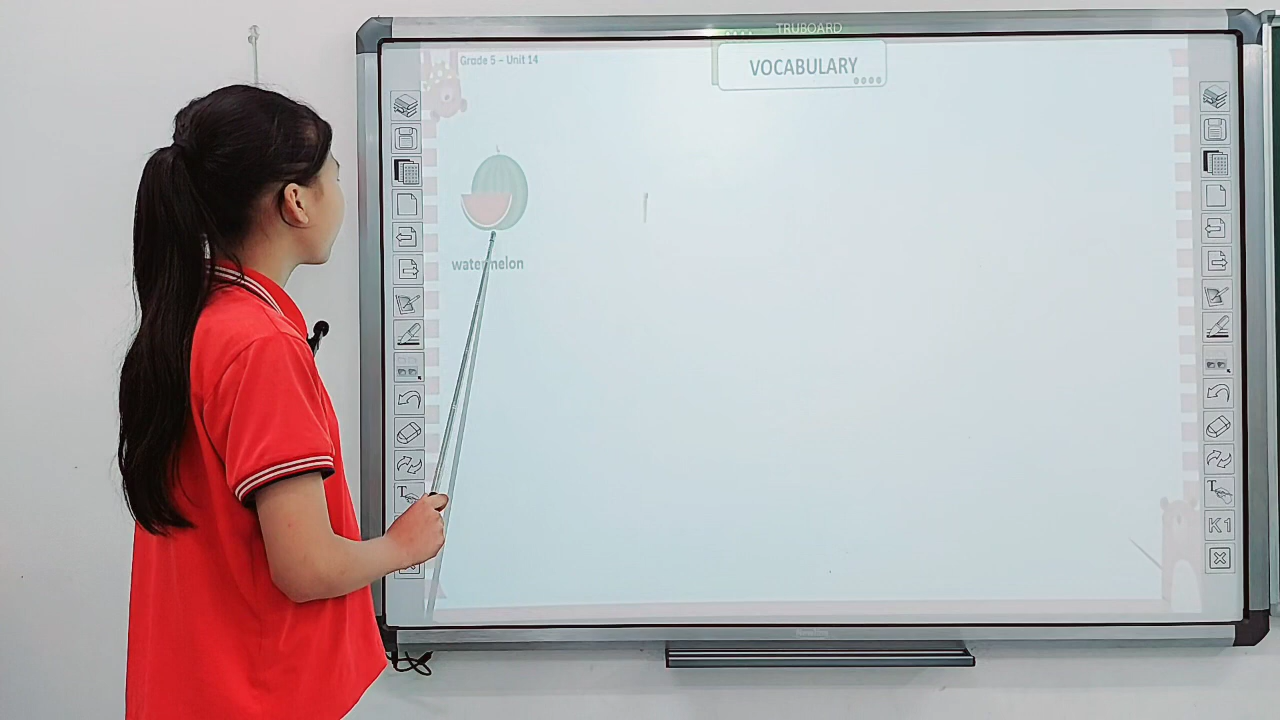 TRUBOARD
Grade 5 – Unit 14
VOCABULARY
watermelon
T
K1